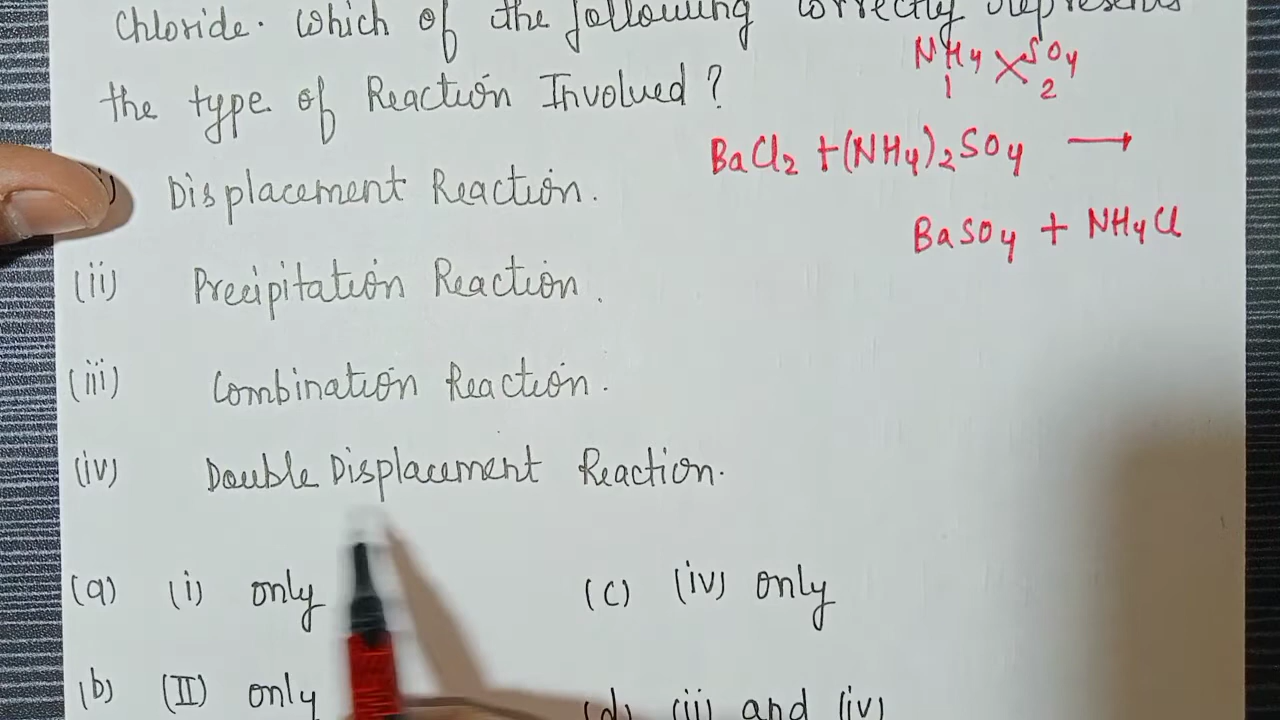 Chloride. Which of the following correctly represents
the type of Reaction Involved ?
NH4 SO4
1 2
BaCl2 + (NH4)2SO4 →
BaSO4 + NH4Cl
) Displacement Reaction.
(ii) Precipitation Reaction.
(iii) Combination Reaction.
(iv) Double Displacement Reaction.
(a) (i) only (c) (iv) only
(b) (II) only (d) (ii) and (iv)